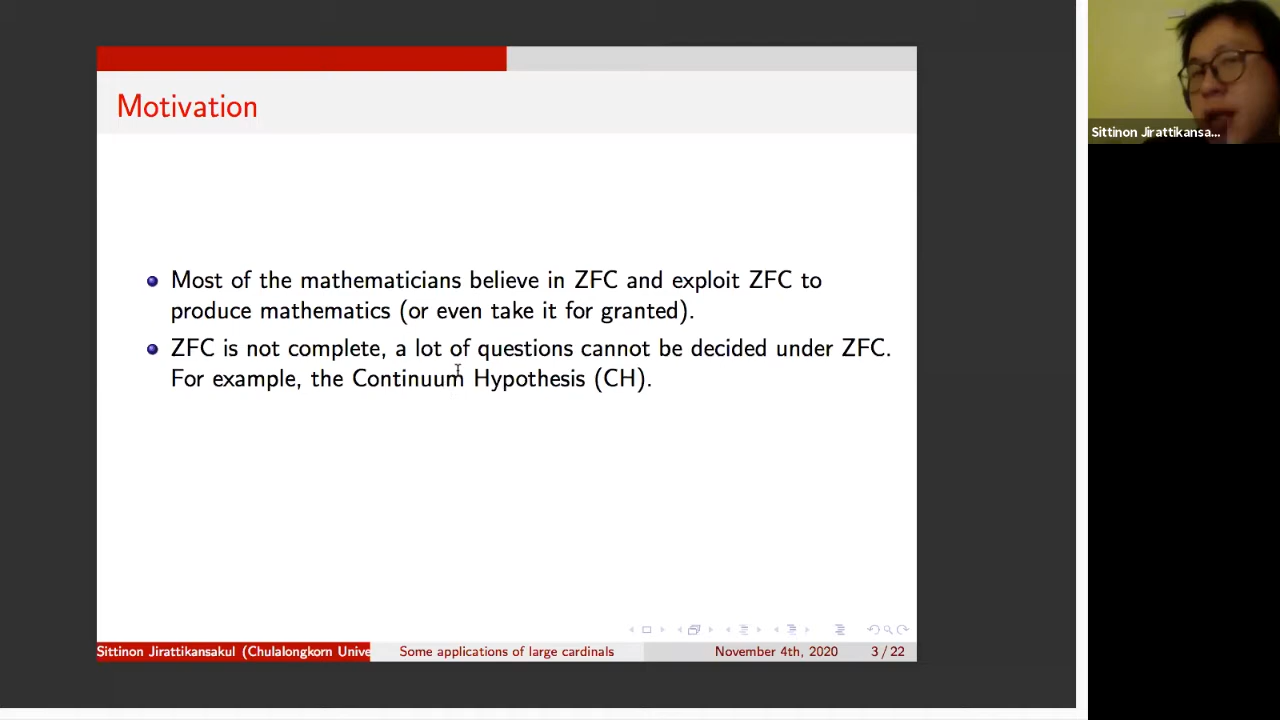 Motivation
Most of the mathematicians believe in ZFC and exploit ZFC to
produce mathematics (or even take it for granted).
ZFC is not complete, a lot of questions cannot be decided under ZFC.
For example, the Continuum Hypothesis (CH).
Sittinon Jirattikansakul (Chulalongkorn Unive
Some applications of large cardinals
November 4th, 2020
3 / 22
Sittinon Jirattikansa...